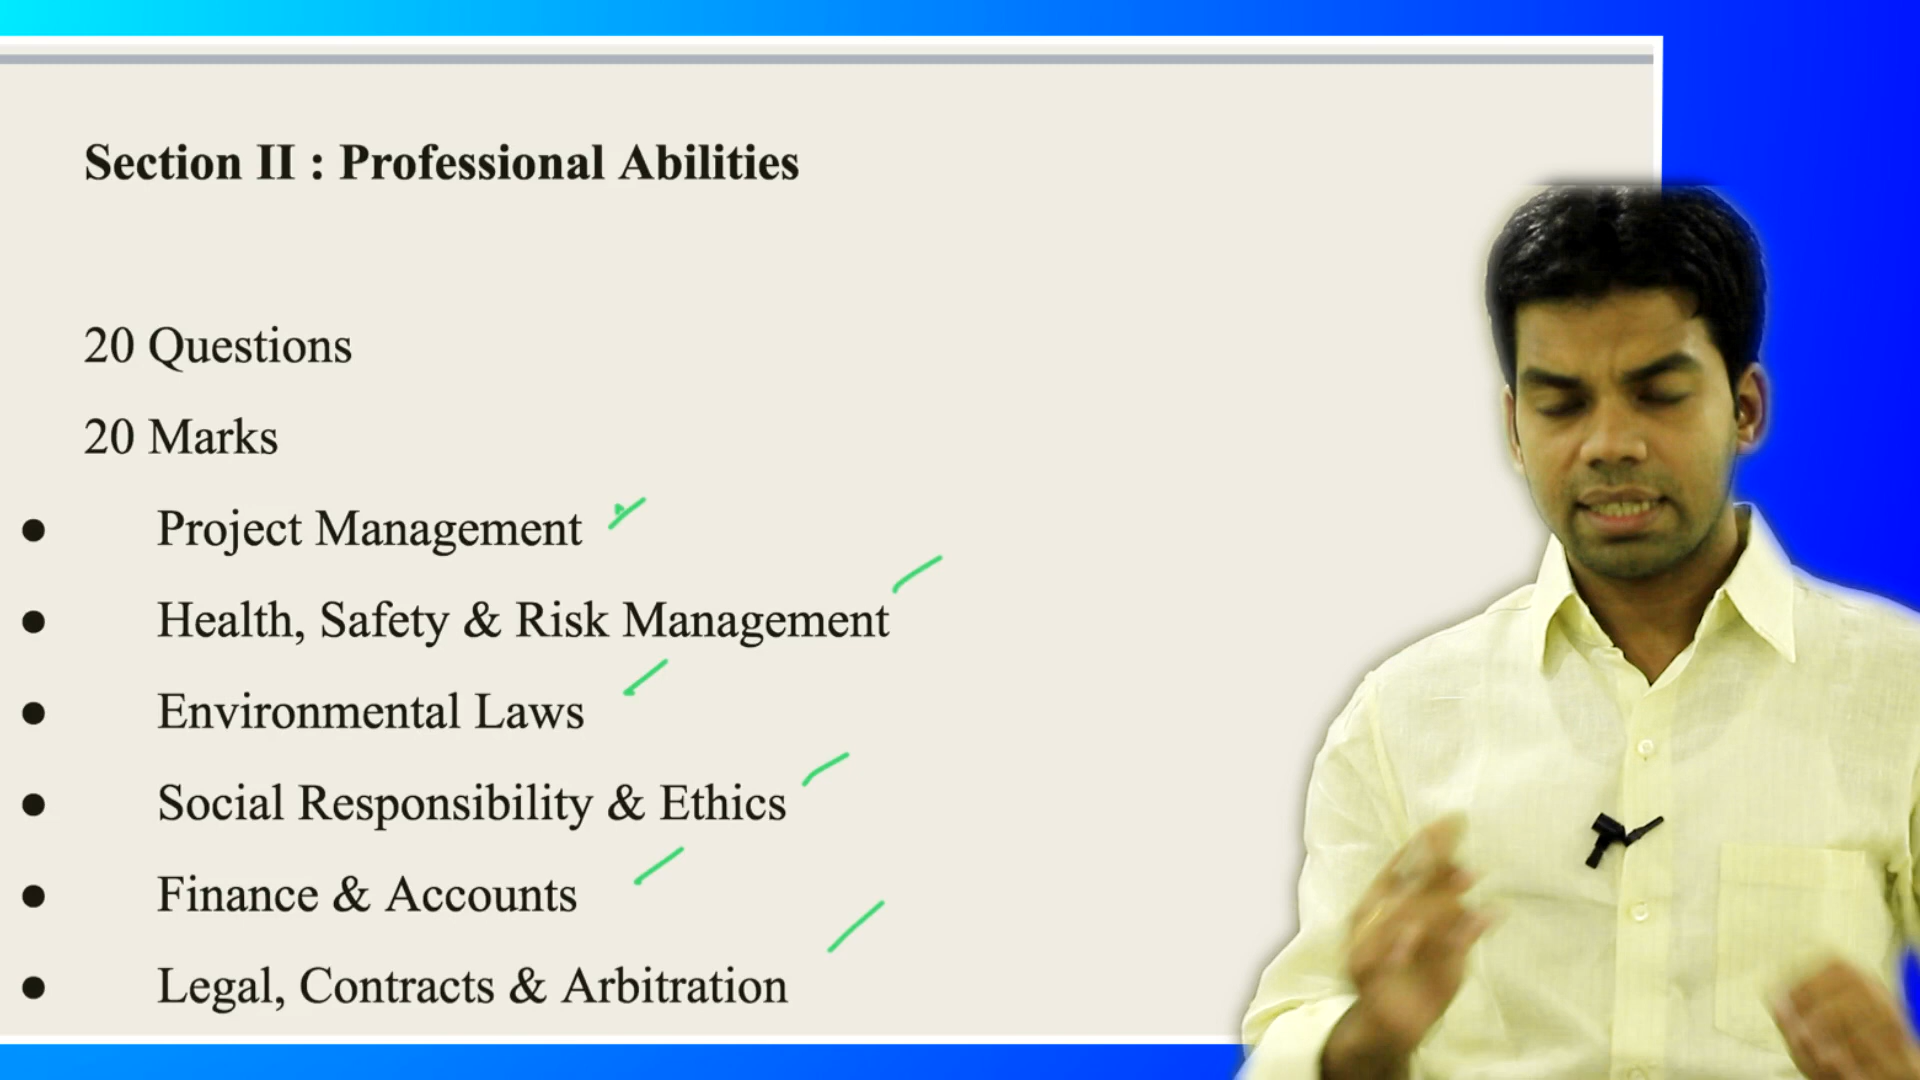 Section II : Professional Abilities
20 Questions
20 Marks
● Project Management
● Health, Safety & Risk Management
● Environmental Laws
● Social Responsibility & Ethics
● Finance & Accounts
● Legal, Contracts & Arbitration